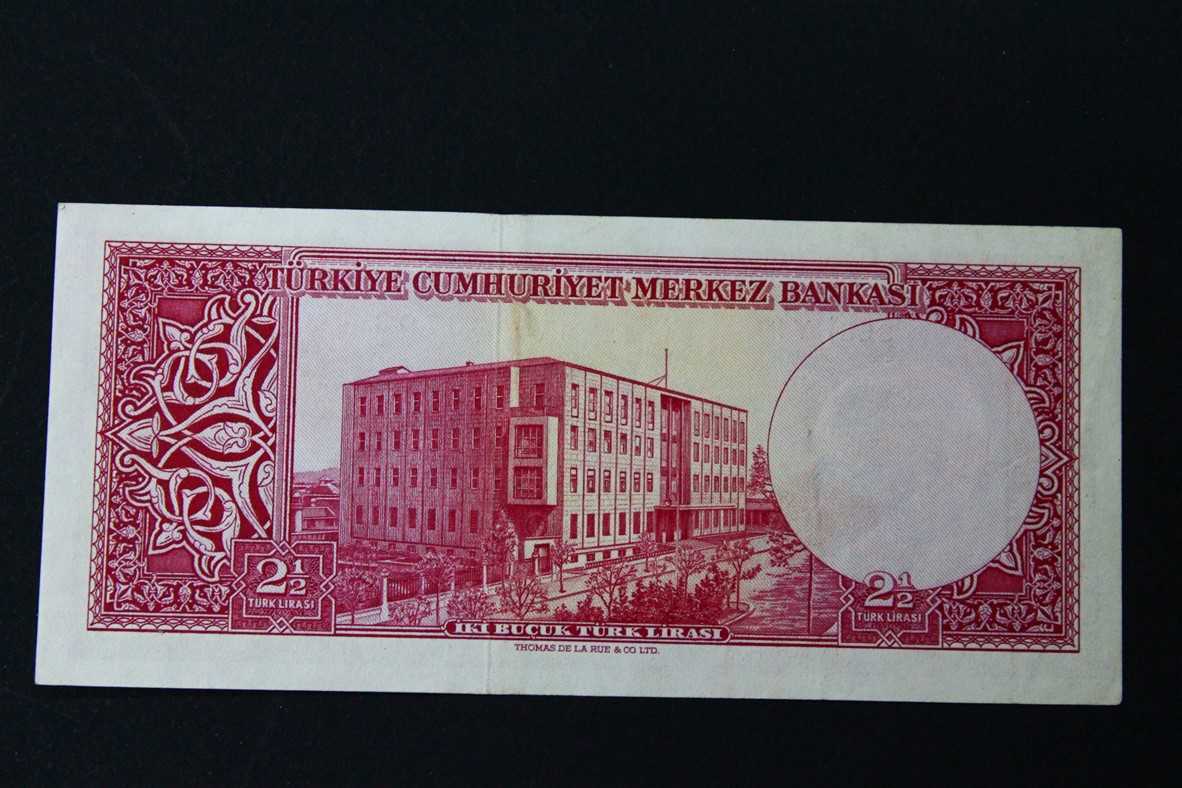 TÜRKİYE CUMHURİYET MERKEZ BANKASI
2½
TÜRK LİRASI
2½
TÜRK LİRASI
İKİ BUÇUK TÜRK LİRASI
THOMAS DE LA RUE & CO LTD.